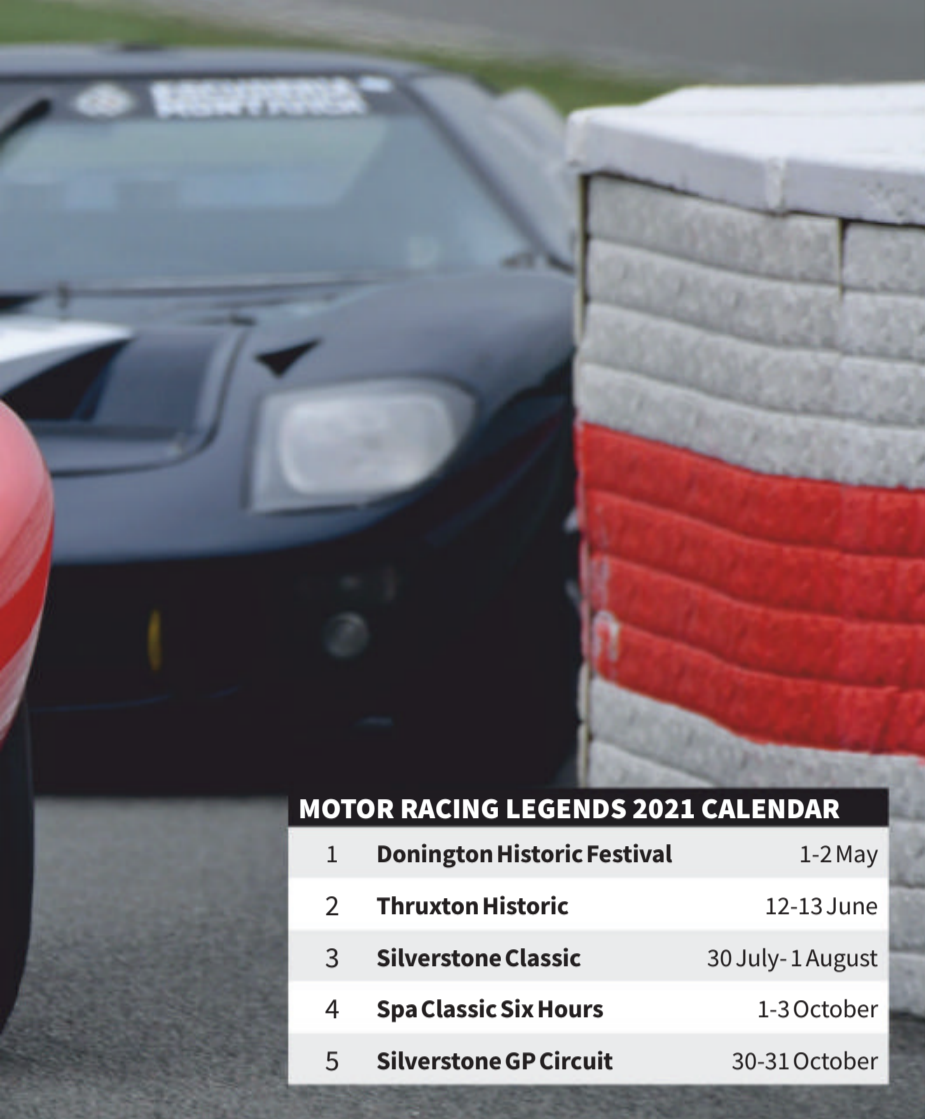 MOTOR RACING LEGENDS 2021 CALENDAR
1 Donington Historic Festival 1-2 May
2 Thruxton Historic 12-13 June
3 Silverstone Classic 30 July- 1 August
4 Spa Classic Six Hours 1-3 October
5 Silverstone GP Circuit 30-31 October